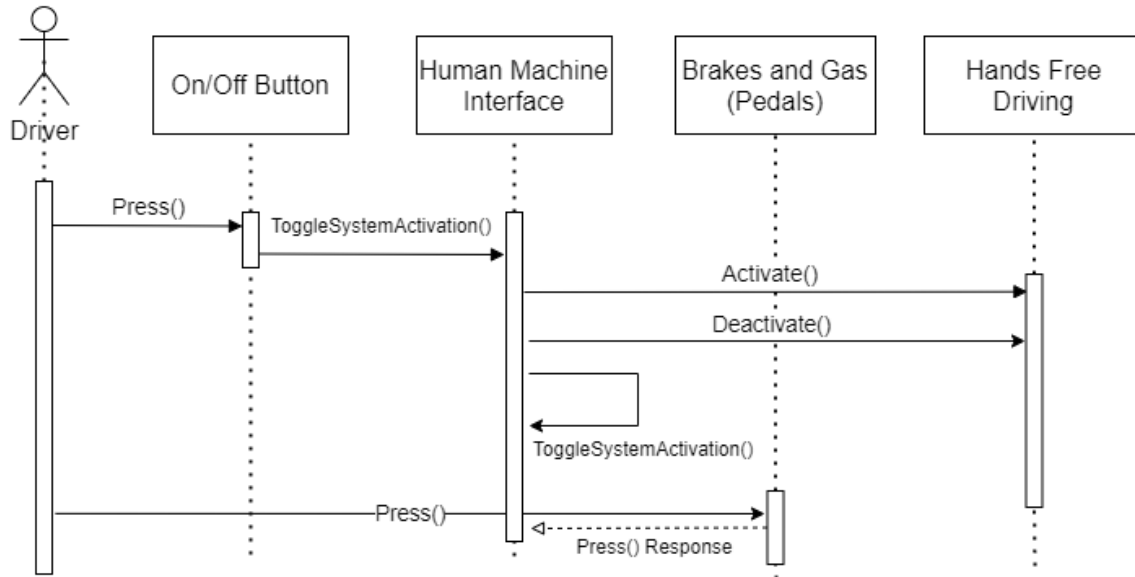 Driver
On/Off Button
Human Machine
Interface
Brakes and Gas
(Pedals)
Hands Free
Driving
Press()
ToggleSystemActivation()
Activate()
Deactivate()
ToggleSystemActivation()
Press()
Press() Response